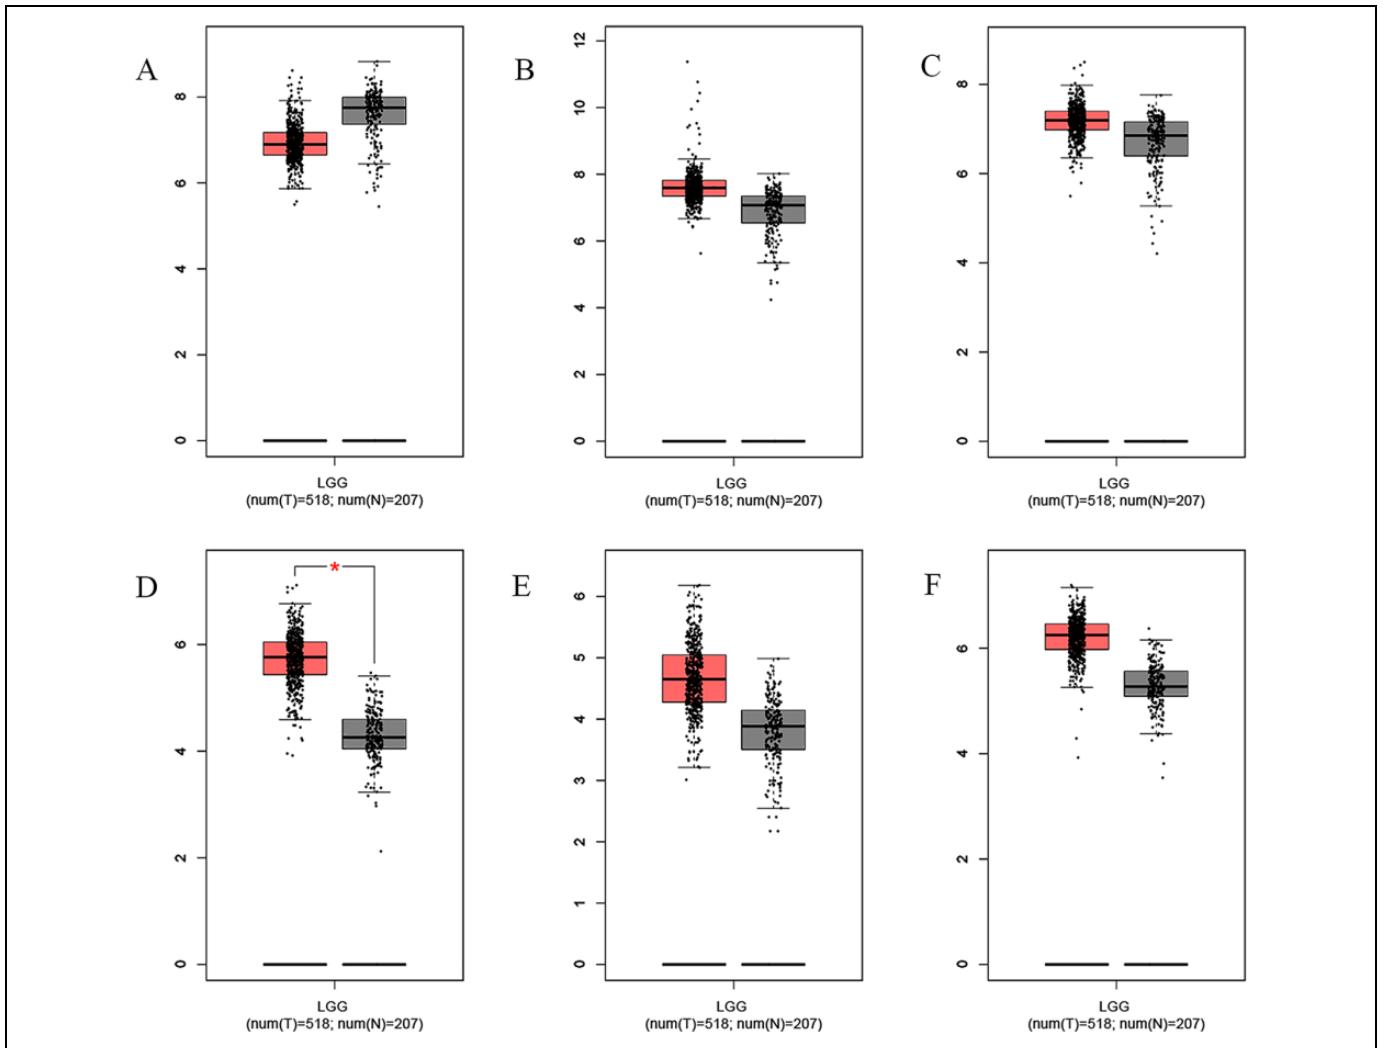 A
8
6
4
2
0
LGG
(num(T)=518; num(N)=207)
B
12
10
8
6
4
2
0
LGG
(num(T)=518; num(N)=207)
C
8
6
4
2
0
LGG
(num(T)=518; num(N)=207)
D
*
6
4
2
0
LGG
(num(T)=518; num(N)=207)
E
6
5
4
3
2
1
0
LGG
(num(T)=518; num(N)=207)
F
6
4
2
0
LGG
(num(T)=518; num(N)=207)